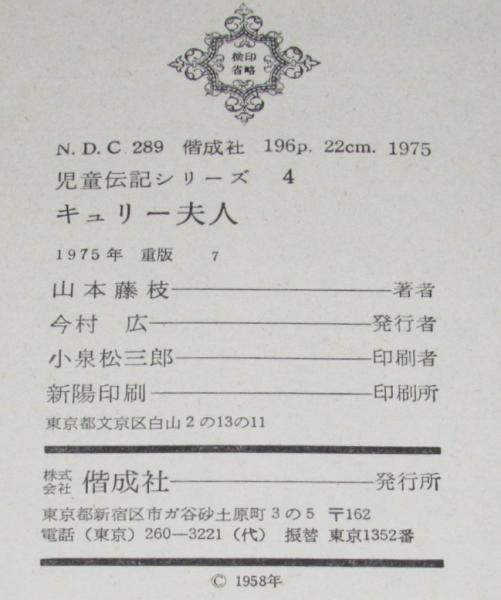 検印
省略
N. D. C 289 偕成社 196p. 22cm. 1975
児童伝記シリーズ 4
キュリー夫人
1975年 重版 7
山本藤枝――著者
今村 広――発行者
小泉松三郎――印刷者
新陽印刷――印刷所
東京都文京区白山2の13の11
株式会社 偕成社――発行所
東京都新宿区市ガ谷砂土原町3の5 〒162
電話(東京)260―3221(代) 振替 東京1352番
© 1958年